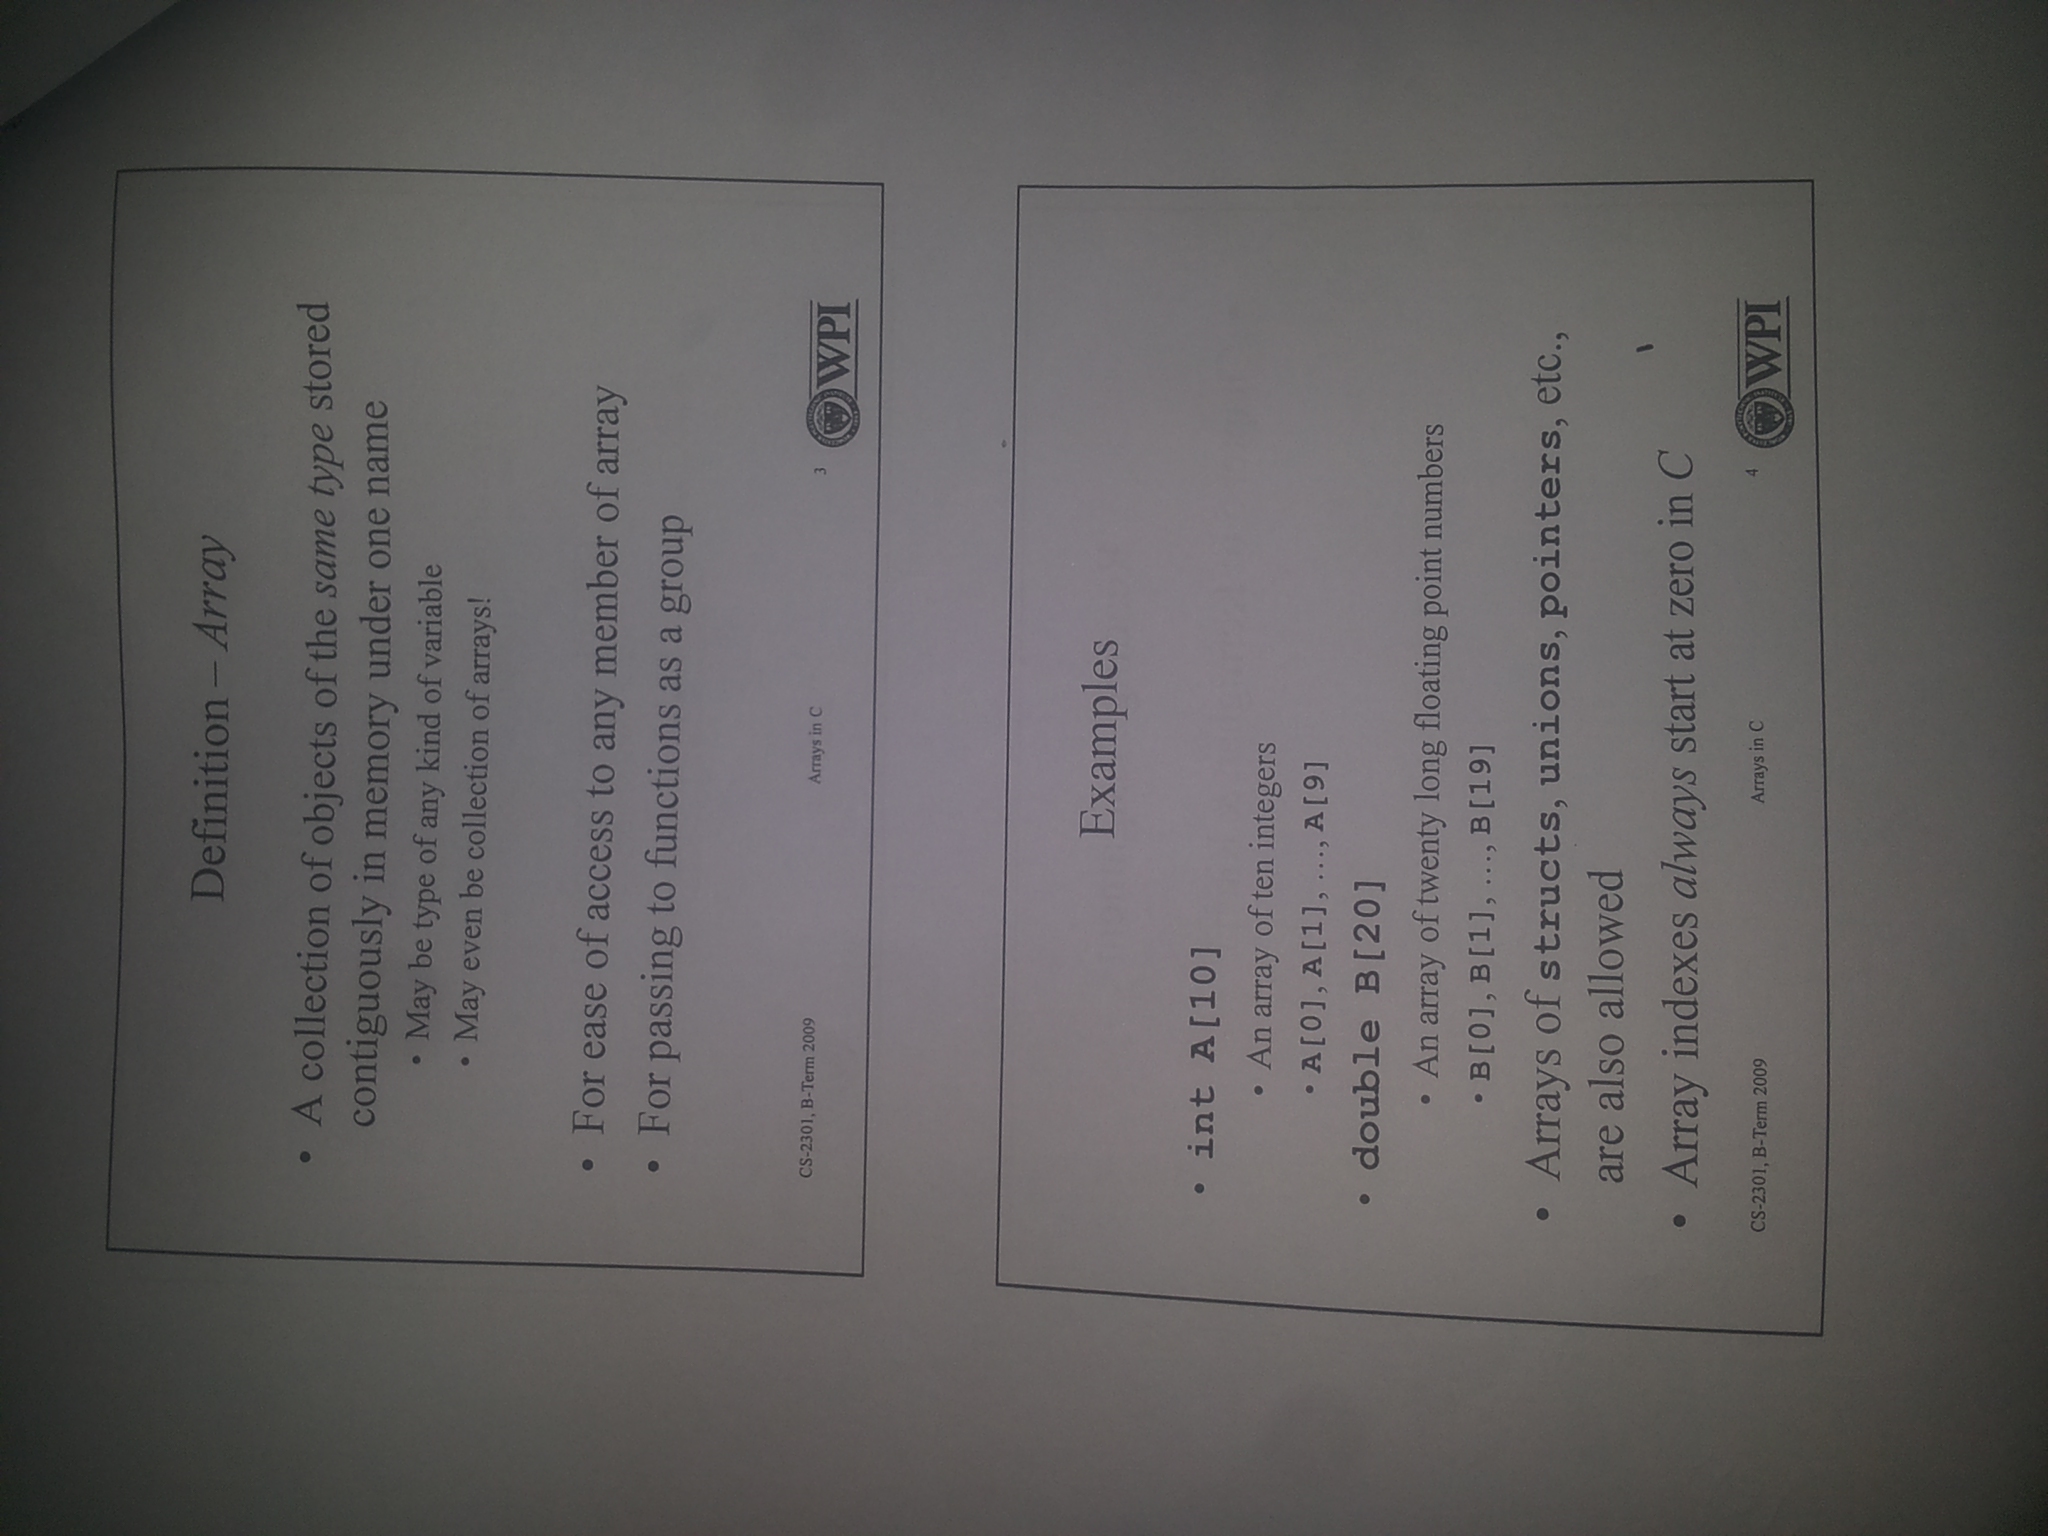 Definition – Array
• A collection of objects of the same type stored
contiguously in memory under one name
• May be type of any kind of variable
• May even be collection of arrays!
• For ease of access to any member of array
• For passing to functions as a group
CS-2301, B-Term 2009 Arrays in C 3 WPI
Examples
• int A[10]
• An array of ten integers
• A[0], A[1], …, A[9]
• double B[20]
• An array of twenty long floating point numbers
• B[0], B[1], …, B[19]
• Arrays of structs, unions, pointers, etc.,
are also allowed
• Array indexes always start at zero in C
CS-2301, B-Term 2009 Arrays in C 4 WPI